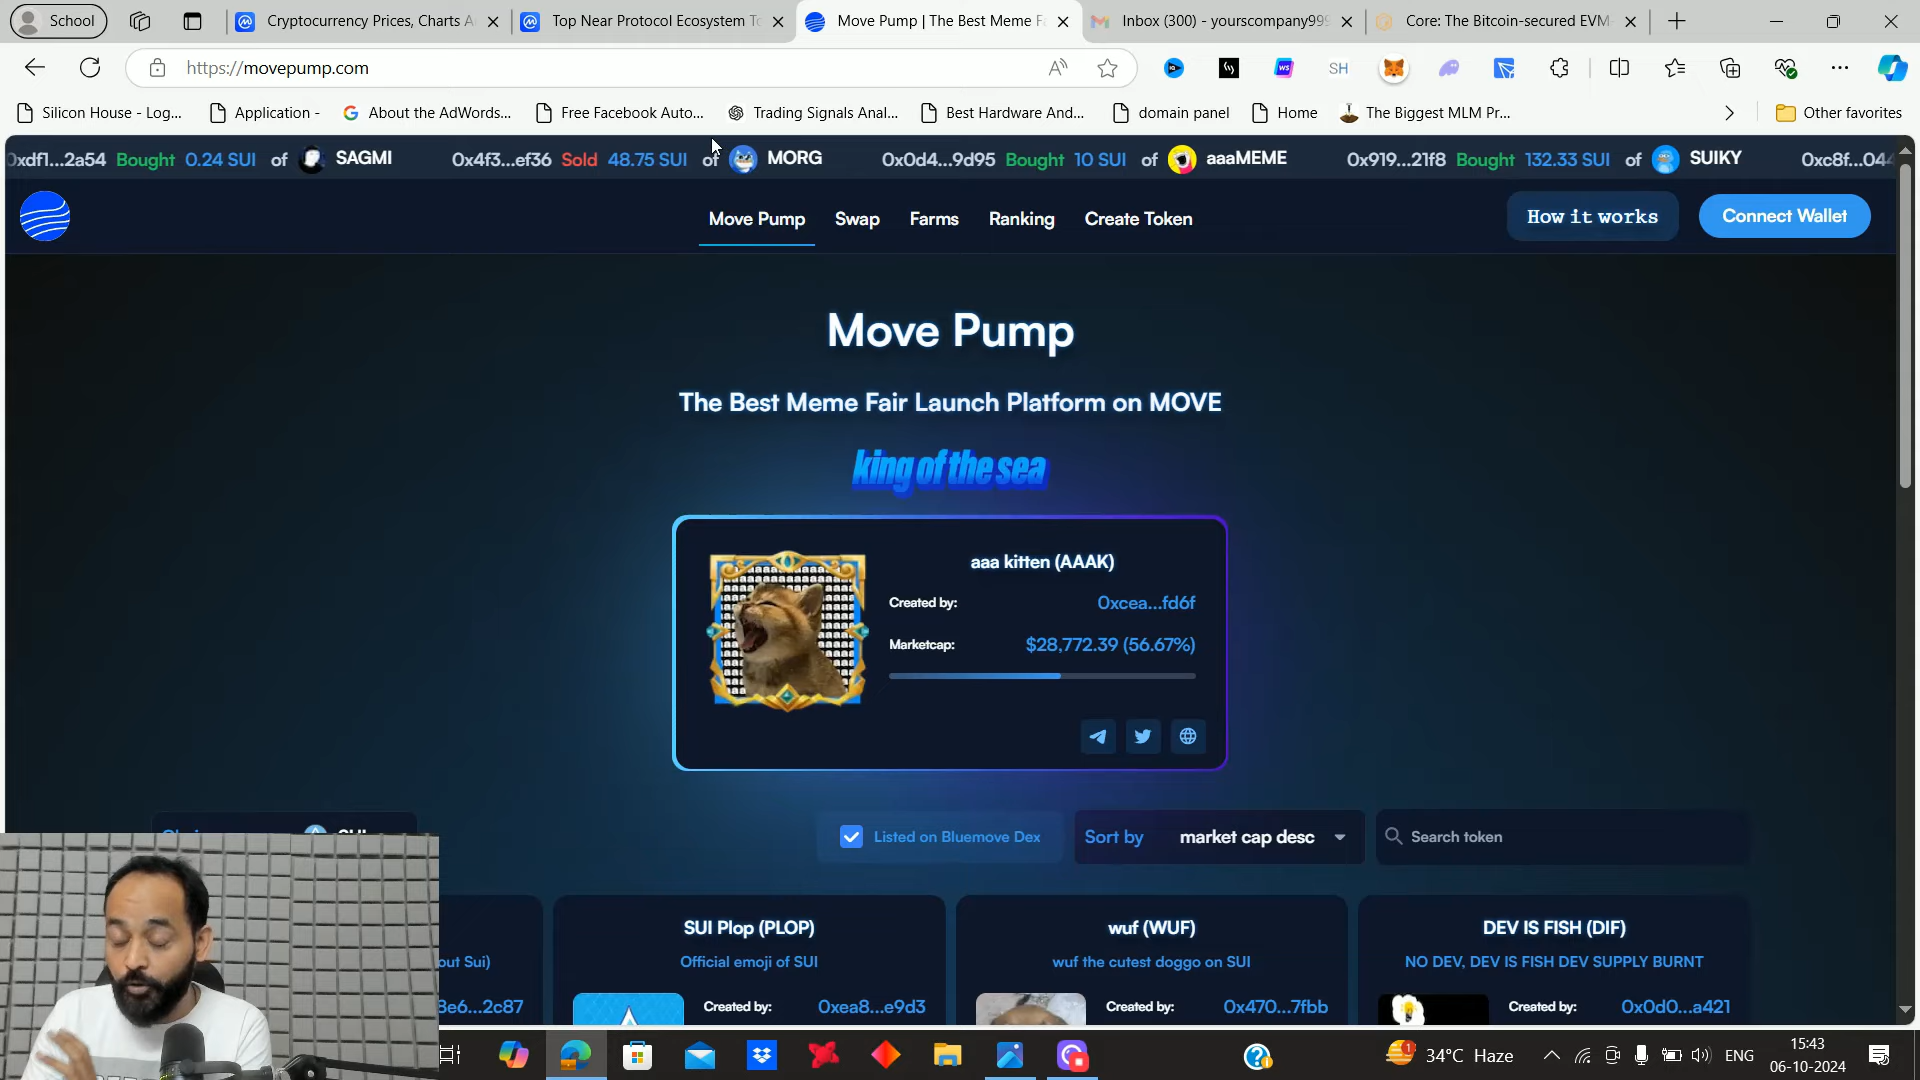 School
Cryptocurrency Prices, Charts A
Top Near Protocol Ecosystem To
Move Pump | The Best Meme F
Inbox (300) - yourscompany999
Core: The Bitcoin-secured EVM-
https://movepump.com
SH
Silicon House - Log...
Application -
About the AdWords...
Free Facebook Auto...
Trading Signals Anal...
Best Hardware And...
domain panel
Home
The Biggest MLM Pr...
Other favorites
0xdf1...2a54 Bought 0.24 SUI of SAGMI
0x4f3...ef36 Sold 48.75 SUI of MORG
0x0d4...9d95 Bought 10 SUI of aaaMEME
0x919...21f8 Bought 132.33 SUI of SUIKY
0xc8f...044
Move Pump
Swap
Farms
Ranking
Create Token
How it works
Connect Wallet
Move Pump
The Best Meme Fair Launch Platform on MOVE
king of the sea
aaa kitten (AAAK)
Created by: 0xcea...fd6f
Marketcap: $28,772.39 (56.67%)
Listed on Bluemove Dex
Sort by market cap desc
Search token
out Sui)
8e6...2c87
SUI Plop (PLOP)
Official emoji of SUI
Created by: 0xea8...e9d3
wuf (WUF)
wuf the cutest doggo on SUI
Created by: 0x470...7fbb
DEV IS FISH (DIF)
NO DEV, DEV IS FISH DEV SUPPLY BURNT
Created by: 0x0d0...a421
34°C Haze
ENG
15:43
06-10-2024